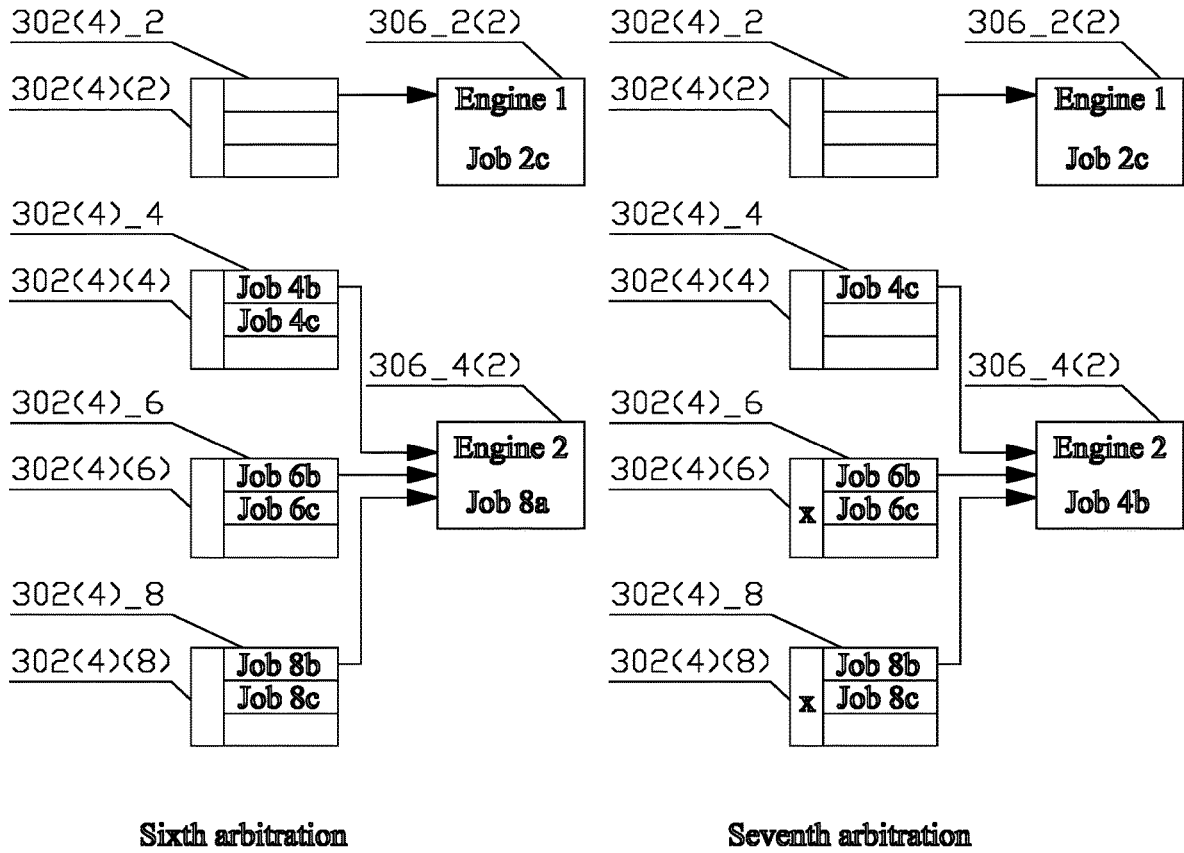 302(4)_2
306_2(2)
302(4)(2)
Engine 1
Job 2c
302(4)_4
302(4)(4)
Job 4b
Job 4c
306_4(2)
302(4)_6
302(4)(6)
Job 6b
Job 6c
Engine 2
Job 8a
302(4)_8
302(4)(8)
Job 8b
Job 8c
Sixth arbitration
302(4)_2
306_2(2)
302(4)(2)
Engine 1
Job 2c
302(4)_4
302(4)(4)
Job 4c
306_4(2)
302(4)_6
302(4)(6)
x
Job 6b
Job 6c
Engine 2
Job 4b
302(4)_8
302(4)(8)
x
Job 8b
Job 8c
Seventh arbitration